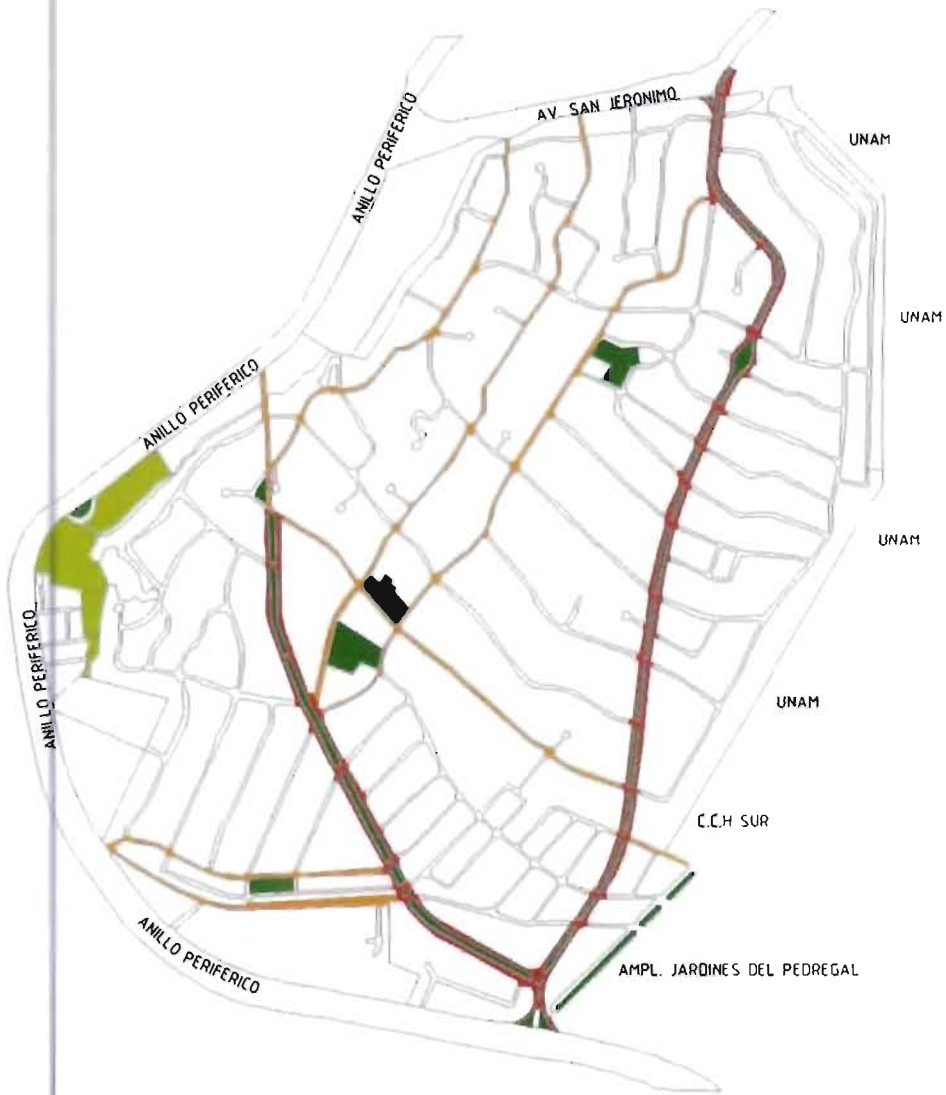 ANILLO PERIFERICO
AV. SAN JERONIMO
UNAM
UNAM
ANILLO PERIFERICO
UNAM
ANILLO PERIFERICO
UNAM
C.C.H SUR
ANILLO PERIFERICO
AMPL. JARDINES DEL PEDREGAL